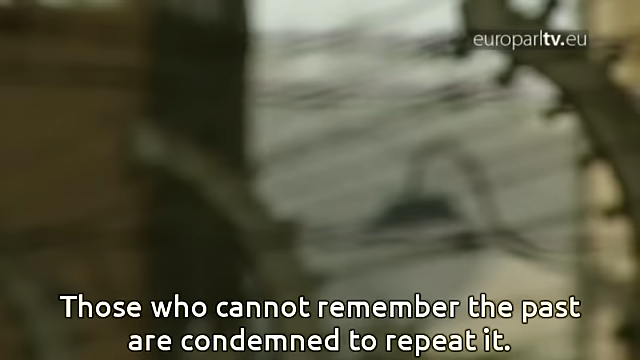 europarltv.eu
Those who cannot remember the past
are condemned to repeat it.